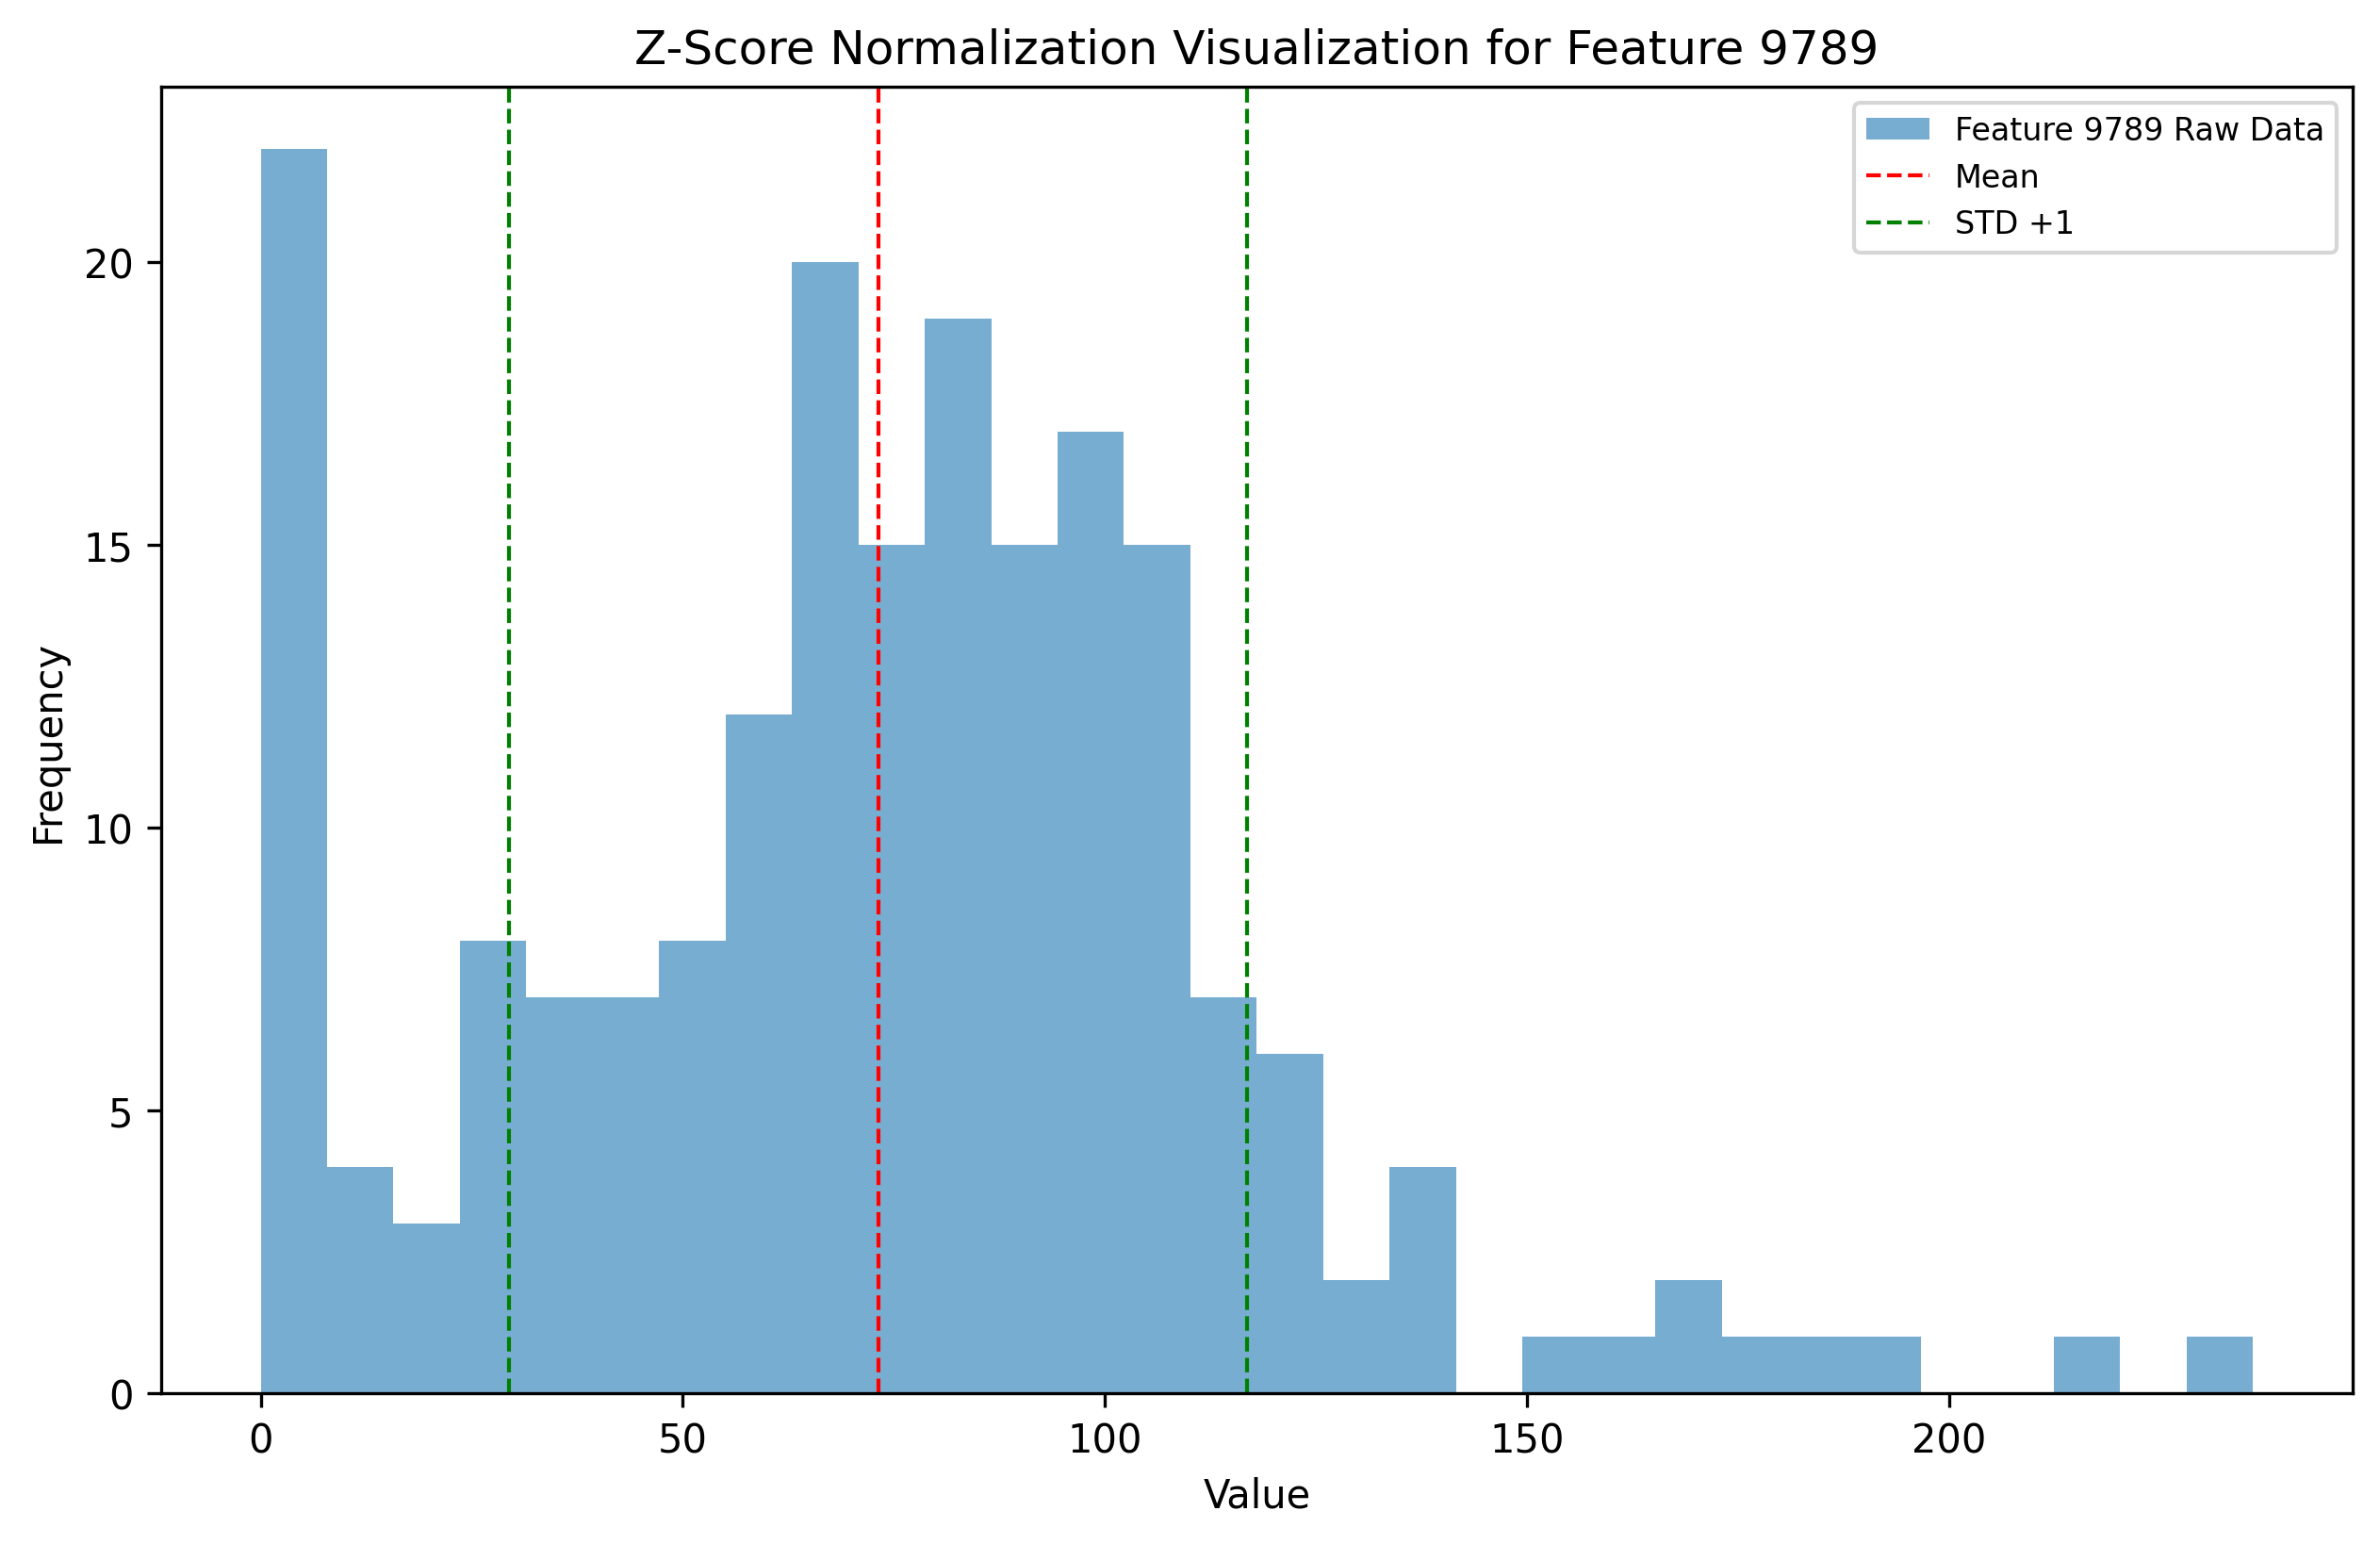 Z-Score Normalization Visualization for Feature 9789
Feature 9789 Raw Data
Mean
STD +1
Frequency
20
15
10
5
0
0 50 100 150 200
Value